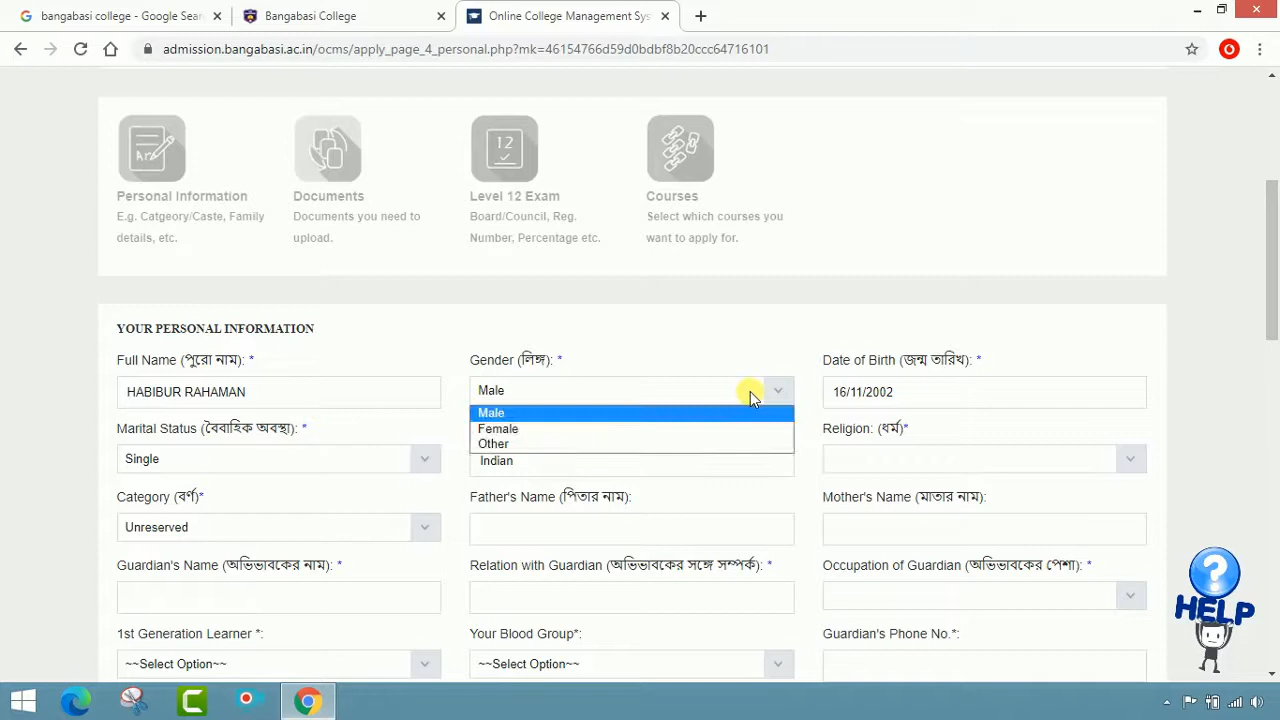 bangabasi college - Google Sea
Bangabasi College
Online College Management Sys
admission.bangabasi.ac.in/ocms/apply_page_4_personal.php?mk=46154766d59d0bdbf8b20ccc64716101
Personal Information
E.g. Catgeory/Caste, Family
details, etc.
Documents
Documents you need to
upload.
12
Level 12 Exam
Board/Council, Reg.
Number, Percentage etc.
Courses
Select which courses you
want to apply for.
YOUR PERSONAL INFORMATION
Full Name (পুরো নাম): *
Gender (লিঙ্গ): *
Date of Birth (জন্ম তারিখ): *
HABIBUR RAHAMAN
Male
16/11/2002
Male
Female
Other
Marital Status (বৈবাহিক অবস্থা): *
Religion: (ধর্ম)*
Single
Indian
Category (বর্ণ)*
Father's Name (পিতার নাম):
Mother's Name (মাতার নাম):
Unreserved
Guardian's Name (অভিভাবকের নাম): *
Relation with Guardian (অভিভাবকের সঙ্গে সম্পর্ক): *
Occupation of Guardian (অভিভাবকের পেশা): *
1st Generation Learner *:
Your Blood Group*:
Guardian's Phone No.*:
~~Select Option~~
~~Select Option~~
?
HELP